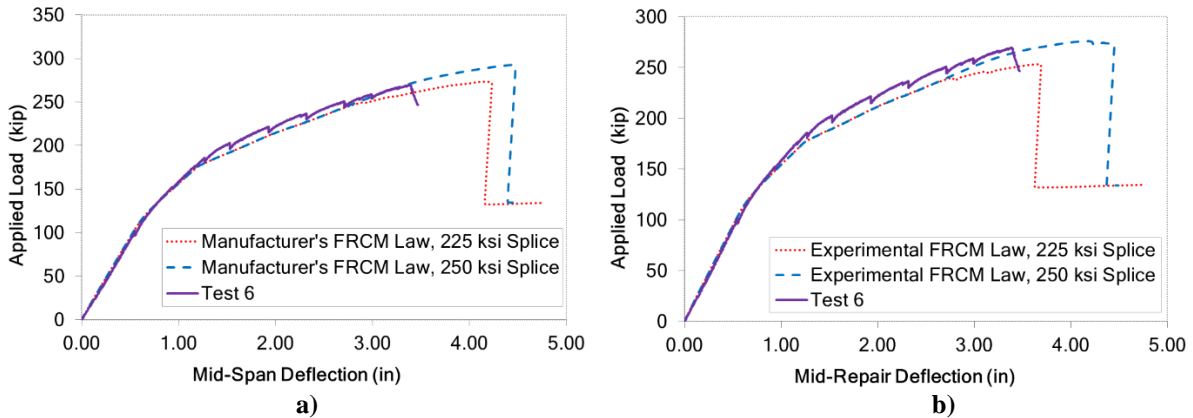 350
300
250
200
150
100
50
0
Applied Load (kip)
Manufacturer's FRCM Law, 225 ksi Splice
Manufacturer's FRCM Law, 250 ksi Splice
Test 6
0.00 1.00 2.00 3.00 4.00 5.00
Mid-Span Deflection (in)
a)
300
250
200
150
100
50
0
Applied Load (kip)
Experimental FRCM Law, 225 ksi Splice
Experimental FRCM Law, 250 ksi Splice
Test 6
0.00 1.00 2.00 3.00 4.00 5.00
Mid-Repair Deflection (in)
b)